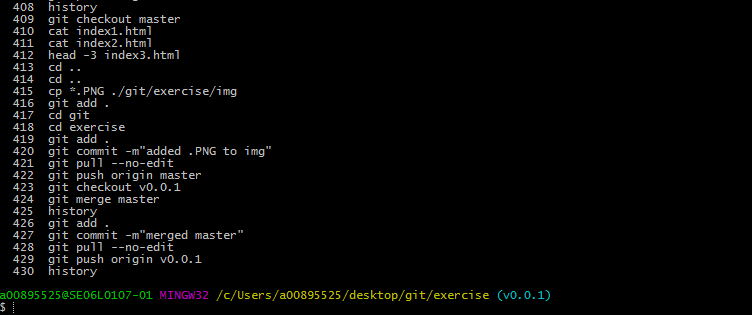 408 history
409 git checkout master
410 cat index1.html
411 cat index2.html
412 head -3 index3.html
413 cd ..
414 cd ..
415 cp *.PNG ./git/exercise/img
416 git add .
417 cd git
418 cd exercise
419 git add .
420 git commit -m"added .PNG to img"
421 git pull --no-edit
422 git push origin master
423 git checkout v0.0.1
424 git merge master
425 history
426 git add .
427 git commit -m"merged master"
428 git pull --no-edit
429 git push origin v0.0.1
430 history
a00895525@SE06L0107-01 MINGW32 /c/Users/a00895525/desktop/git/exercise (v0.0.1)
$